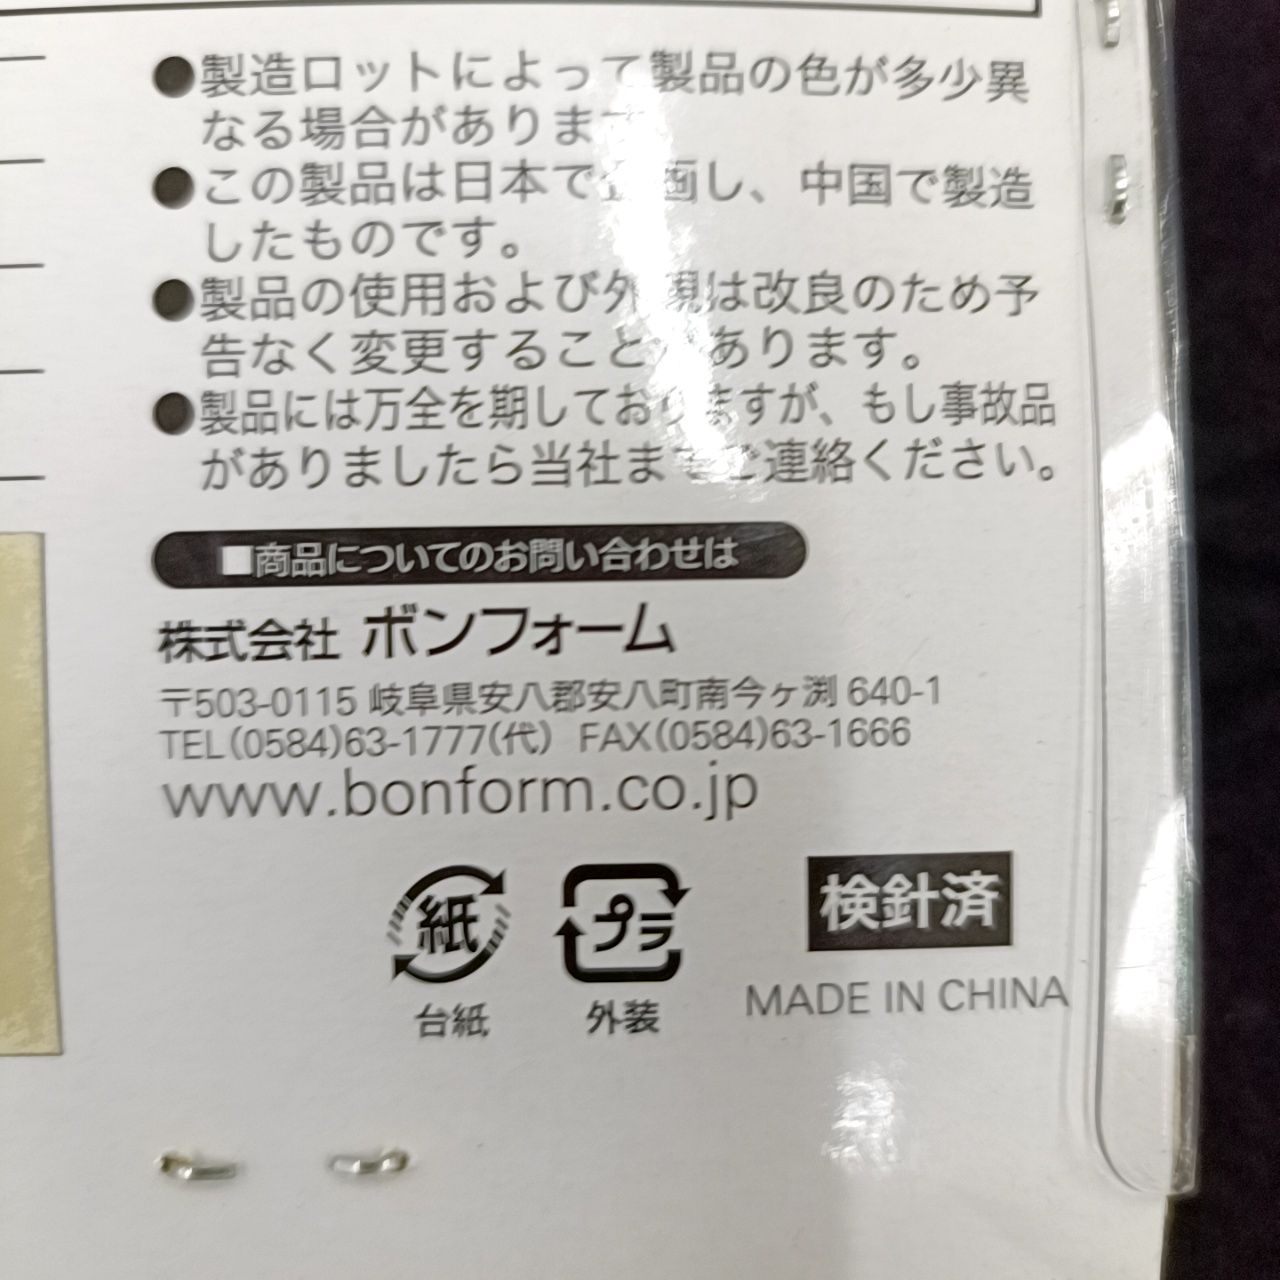 ●製造ロットによって製品の色が多少異
なる場合があります
●この製品は日本で企画し、中国で製造
したものです。
●製品の使用および外観は改良のため予
告なく変更することがあります。
●製品には万全を期しておりますが、もし事故品
がありましたら当社までご連絡ください。
■商品についてのお問い合わせは
株式会社 ボンフォーム
〒503-0115 岐阜県安八郡安八町南今ヶ渕 640-1
TEL(0584)63-1777(代) FAX(0584)63-1666
www.bonform.co.jp
紙
プラ
検針済
台紙
外装
MADE IN CHINA